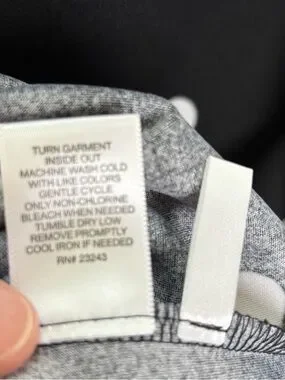 TURN GARMENT
INSIDE OUT
MACHINE WASH COLD
WITH LIKE COLORS
GENTLE CYCLE
ONLY NON-CHLORINE
BLEACH WHEN NEEDED
TUMBLE DRY LOW
REMOVE PROMPTLY
COOL IRON IF NEEDED
RN# 23243